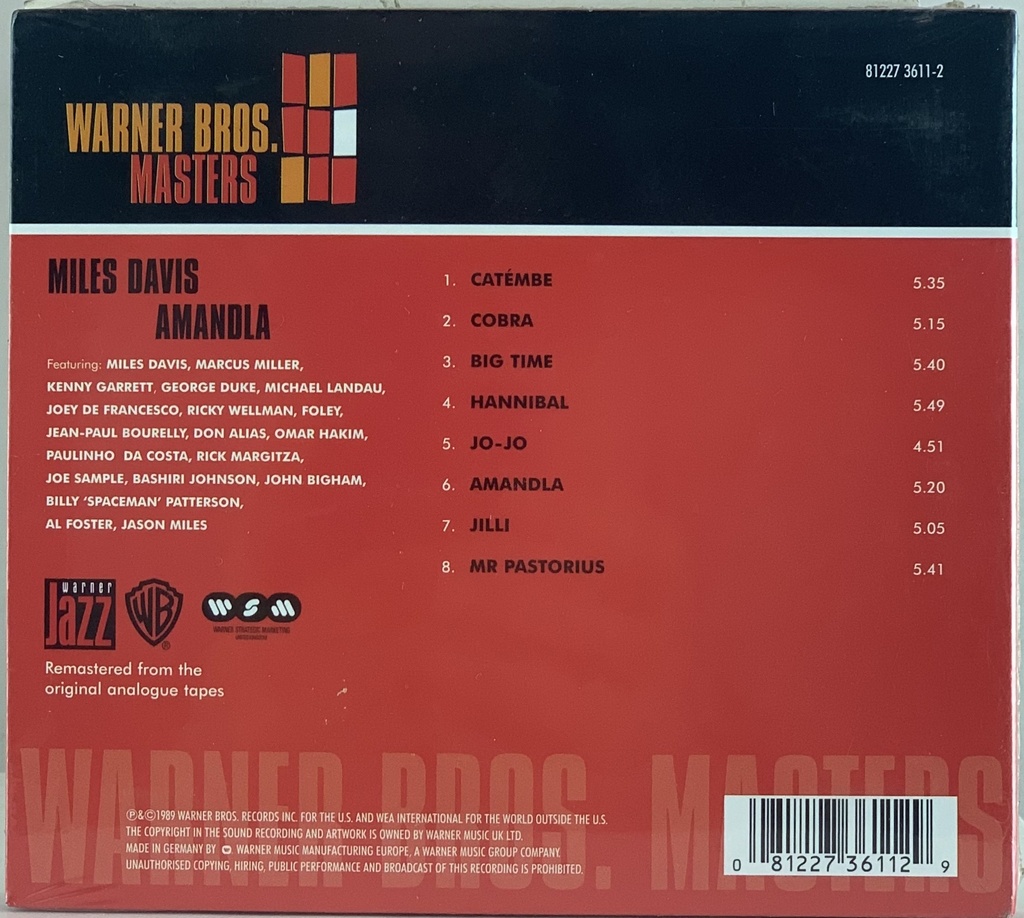 81227 3611-2
WARNER BROS.
MASTERS
MILES DAVIS
AMANDLA
Featuring: MILES DAVIS, MARCUS MILLER,
KENNY GARRETT, GEORGE DUKE, MICHAEL LANDAU,
JOEY DE FRANCESCO, RICKY WELLMAN, FOLEY,
JEAN-PAUL BOURELLY, DON ALIAS, OMAR HAKIM,
PAULINHO DA COSTA, RICK MARGITZA,
JOE SAMPLE, BASHIRI JOHNSON, JOHN BIGHAM,
BILLY ‘SPACEMAN’ PATTERSON,
AL FOSTER, JASON MILES
1. CATÉMBE 5.35
2. COBRA 5.15
3. BIG TIME 5.40
4. HANNIBAL 5.49
5. JO-JO 4.51
6. AMANDLA 5.20
7. JILLI 5.05
8. MR PASTORIUS 5.41
warner
Jazz
WB
®
WSM
WARNER STRATEGIC MARKETING
Remastered from the
original analogue tapes
WARNER BROS. MASTERS
℗&©1989 WARNER BROS. RECORDS INC. FOR THE U.S. AND WEA INTERNATIONAL FOR THE WORLD OUTSIDE THE U.S.
THE COPYRIGHT IN THE SOUND RECORDING AND ARTWORK IS OWNED BY WARNER MUSIC UK LTD.
MADE IN GERMANY BY WARNER MUSIC MANUFACTURING EUROPE, A WARNER MUSIC GROUP COMPANY.
UNAUTHORISED COPYING, HIRING, PUBLIC PERFORMANCE AND BROADCAST OF THIS RECORDING IS PROHIBITED.
0 81227 36112 9